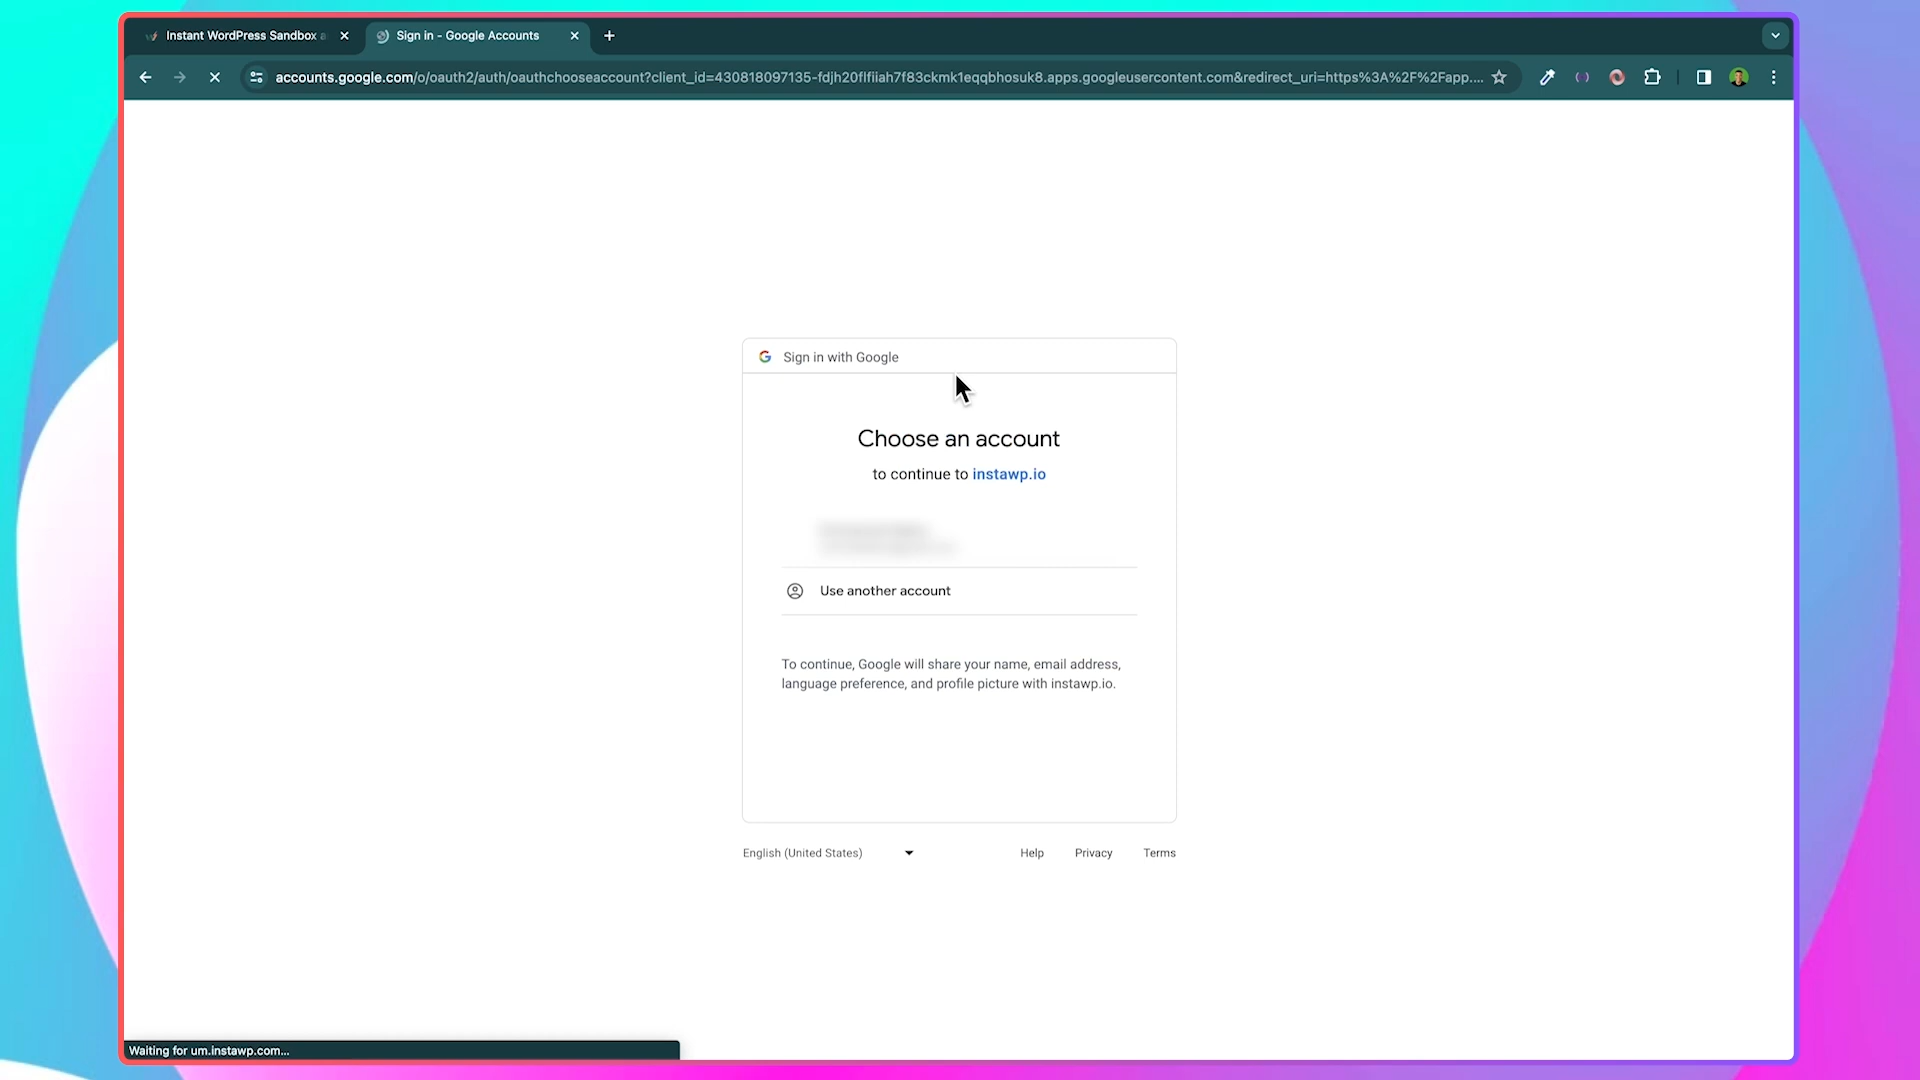 Instant WordPress Sandbox a
Sign in - Google Accounts
accounts.google.com/o/oauth2/auth/oauthchooseaccount?client_id=430818097135-fdjh20flfiiah7f83ckmk1eqqbhosuk8.apps.googleusercontent.com&redirect_uri=https%3A%2F%2Fapp....
Sign in with Google
Choose an account
to continue to instawp.io
Use another account
To continue, Google will share your name, email address,
language preference, and profile picture with instawp.io.
English (United States)
Help
Privacy
Terms
Waiting for um.instawp.com...